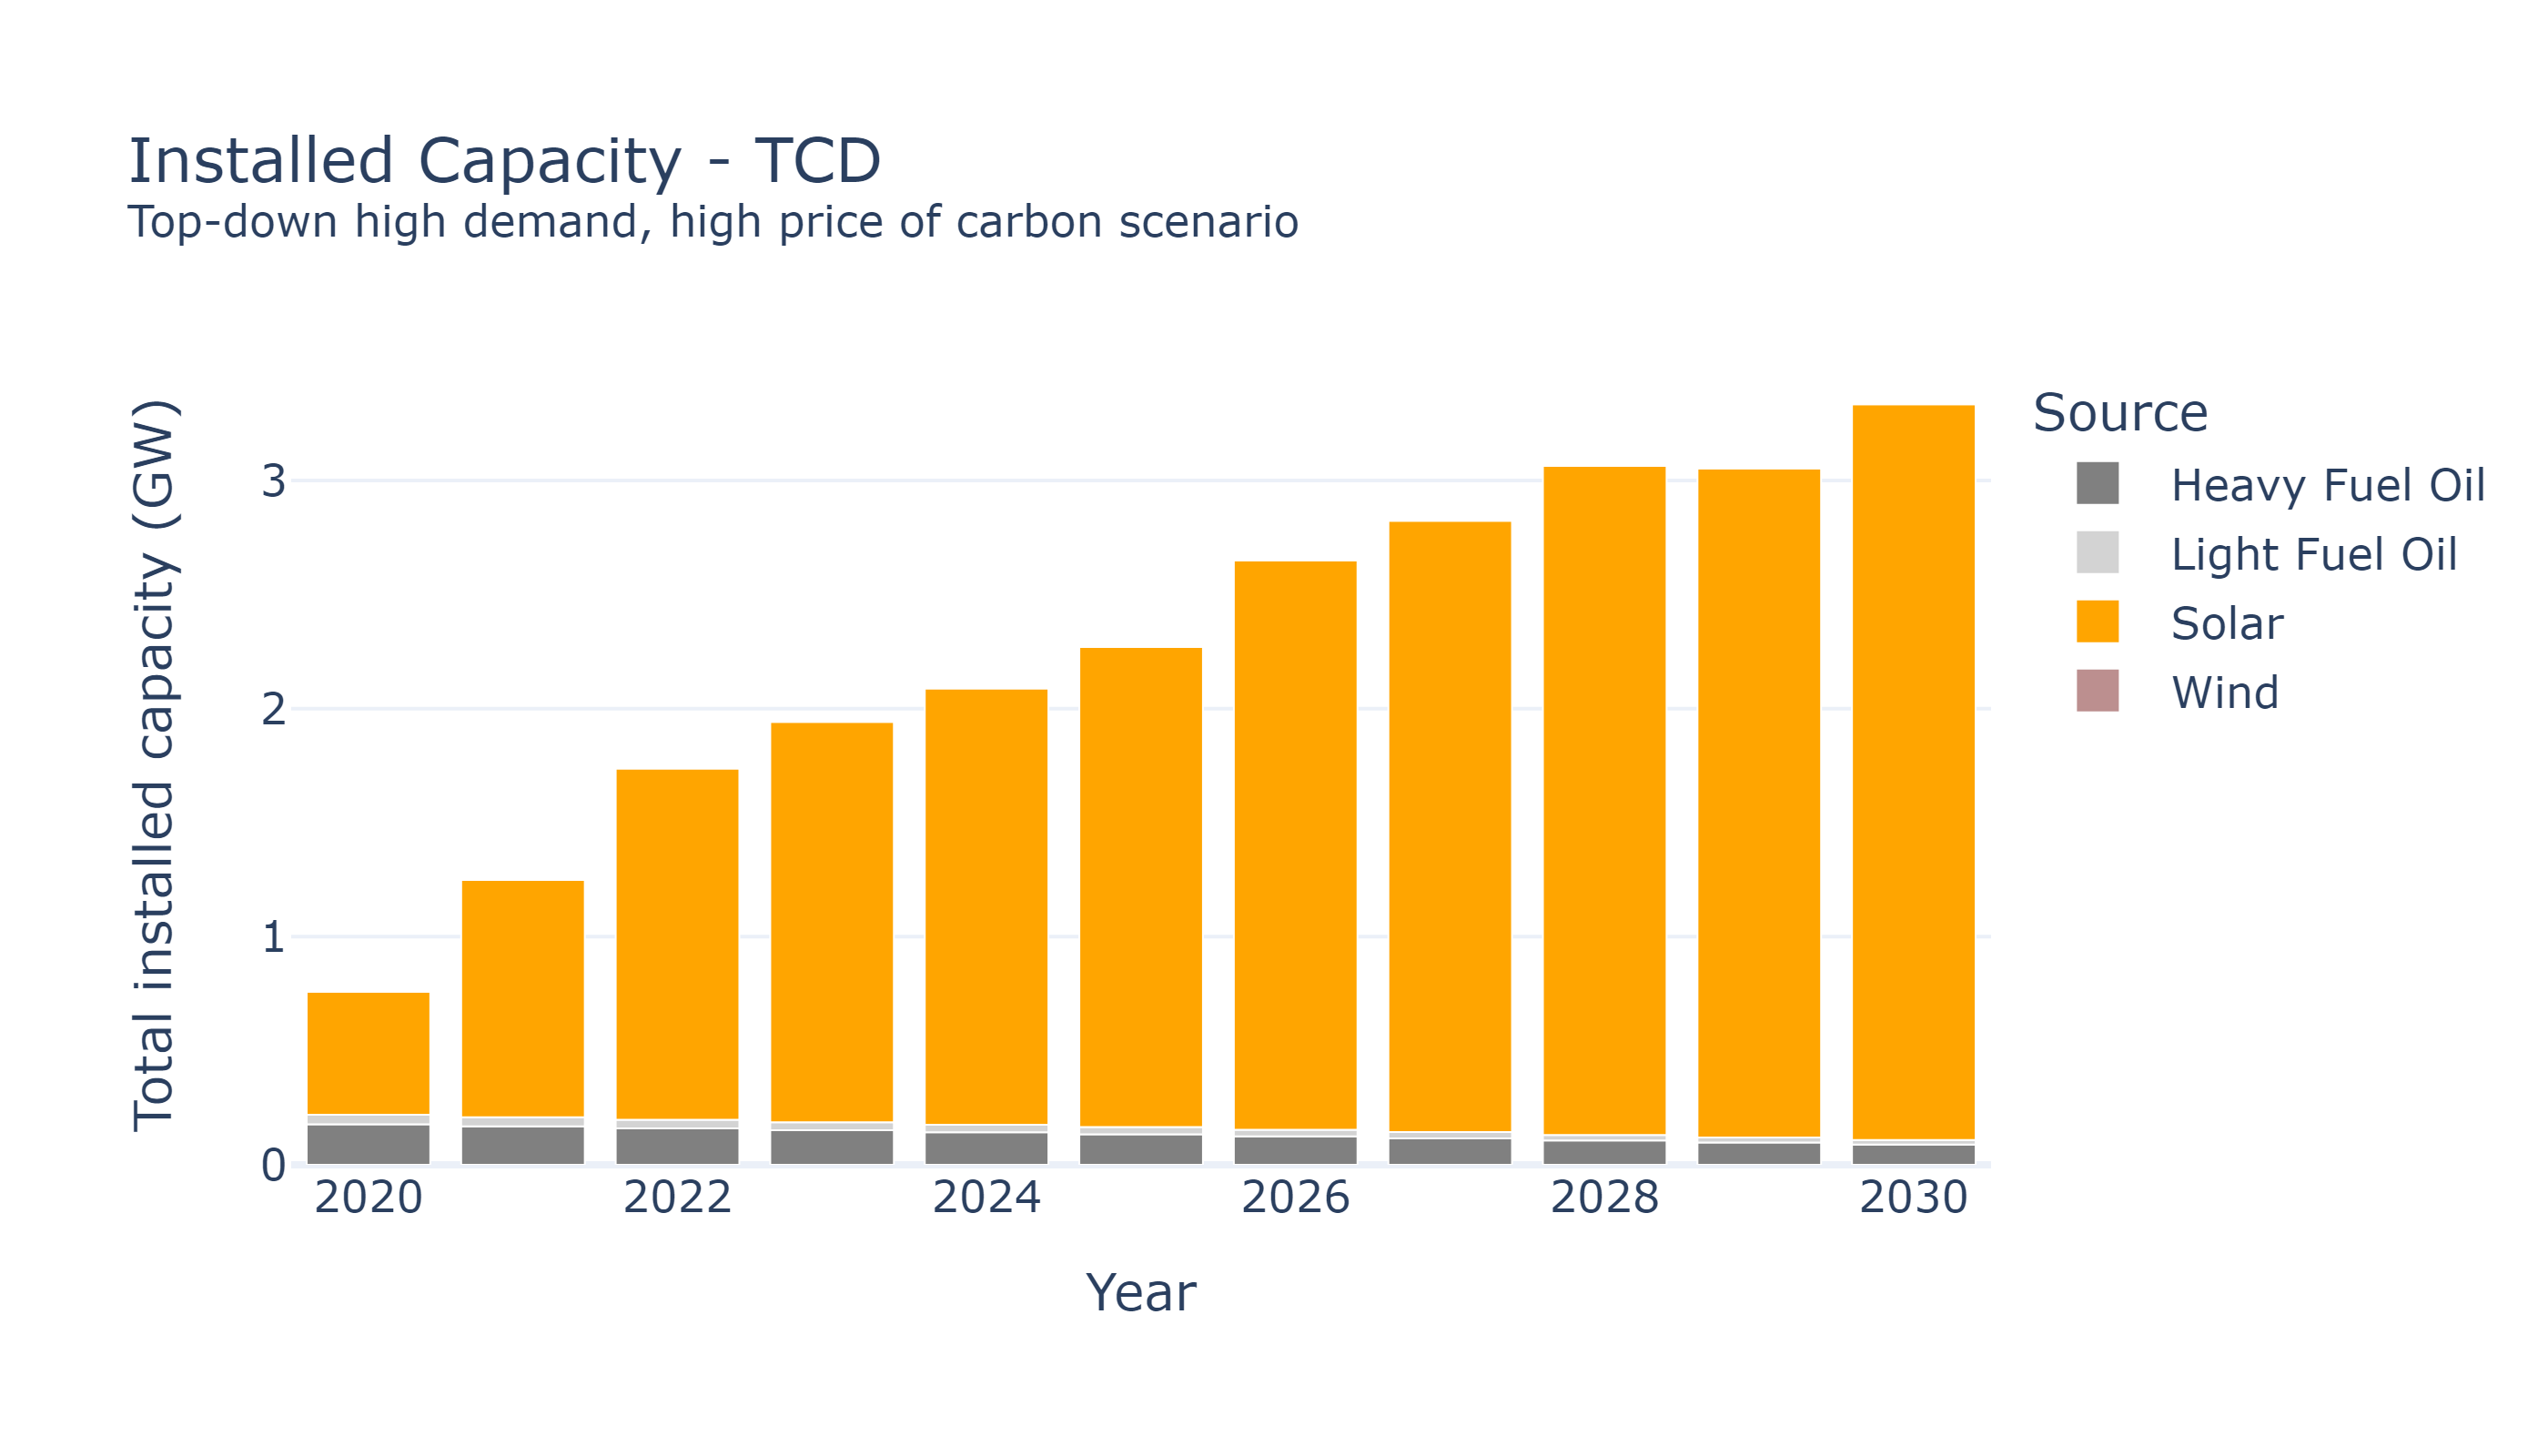 Installed Capacity - TCD
Top-down high demand, high price of carbon scenario
Total installed capacity (GW)
3
2
1
0
2020
2022
2024
2026
2028
2030
Year
Source
Heavy Fuel Oil
Light Fuel Oil
Solar
Wind